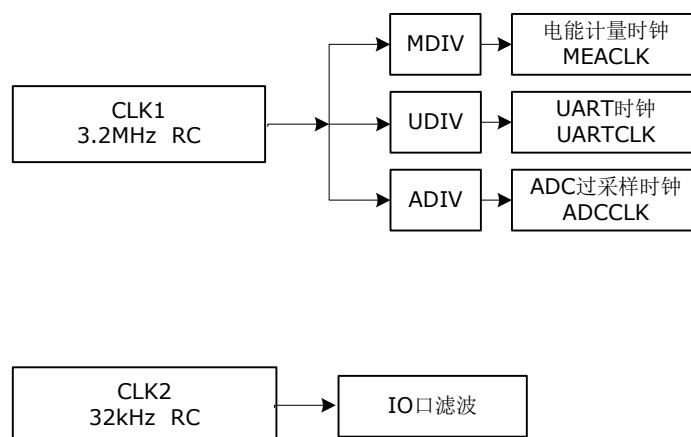 CLK1
3.2MHz RC
MDIV
电能计量时钟
MEACLK
UDIV
UART时钟
UARTCLK
ADIV
ADC过采样时钟
ADCCLK
CLK2
32kHz RC
IO口滤波